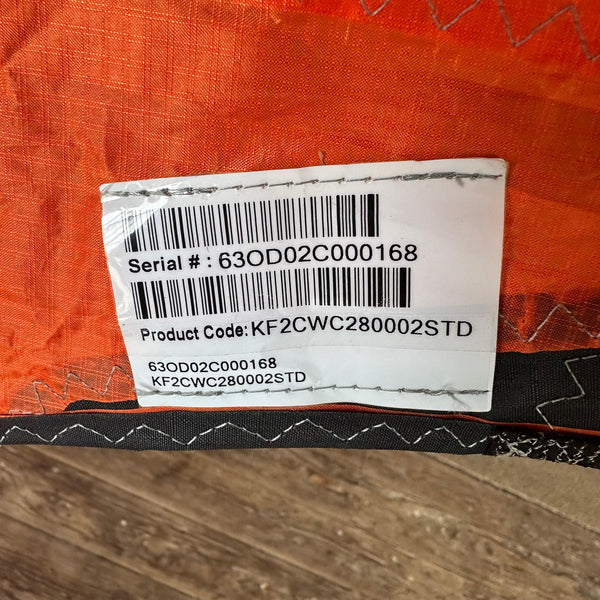 Serial # : 63OD02C000168
Product Code: KF2CWC280002STD
63OD02C000168
KF2CWC280002STD